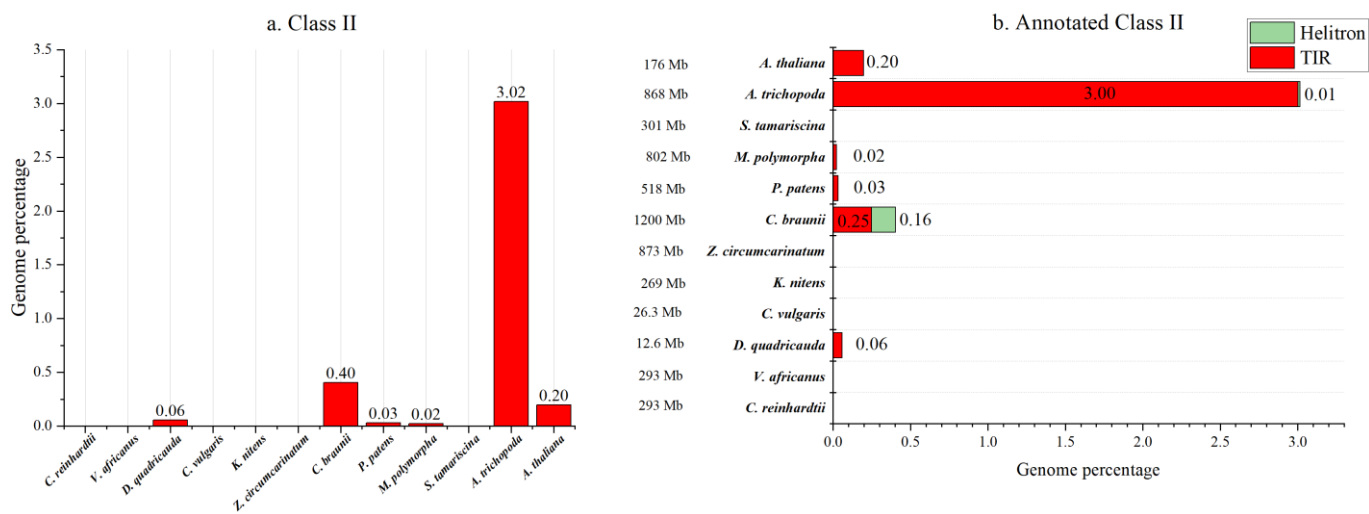 a. Class II
Genome percentage
3.5
3.0
2.5
2.0
1.5
1.0
0.5
0.0
0.06
0.40
0.03
0.02
3.02
0.20
C. reinhardtii
V. africanus
D. quadricauda
C. vulgaris
K. nitens
Z. circumcarinatum
C. braunii
P. patens
M. polymorpha
S. tamariscina
A. trichopoda
A. thaliana
b. Annotated Class II
Helitron
TIR
176 Mb A. thaliana 0.20
868 Mb A. trichopoda 3.00 0.01
301 Mb S. tamariscina
802 Mb M. polymorpha 0.02
518 Mb P. patens 0.03
1200 Mb C. braunii 0.25 0.16
873 Mb Z. circumcarinatum
269 Mb K. nitens
26.3 Mb C. vulgaris
12.6 Mb D. quadricauda 0.06
293 Mb V. africanus
293 Mb C. reinhardtii
0.0 0.5 1.0 1.5 2.0 2.5 3.0
Genome percentage